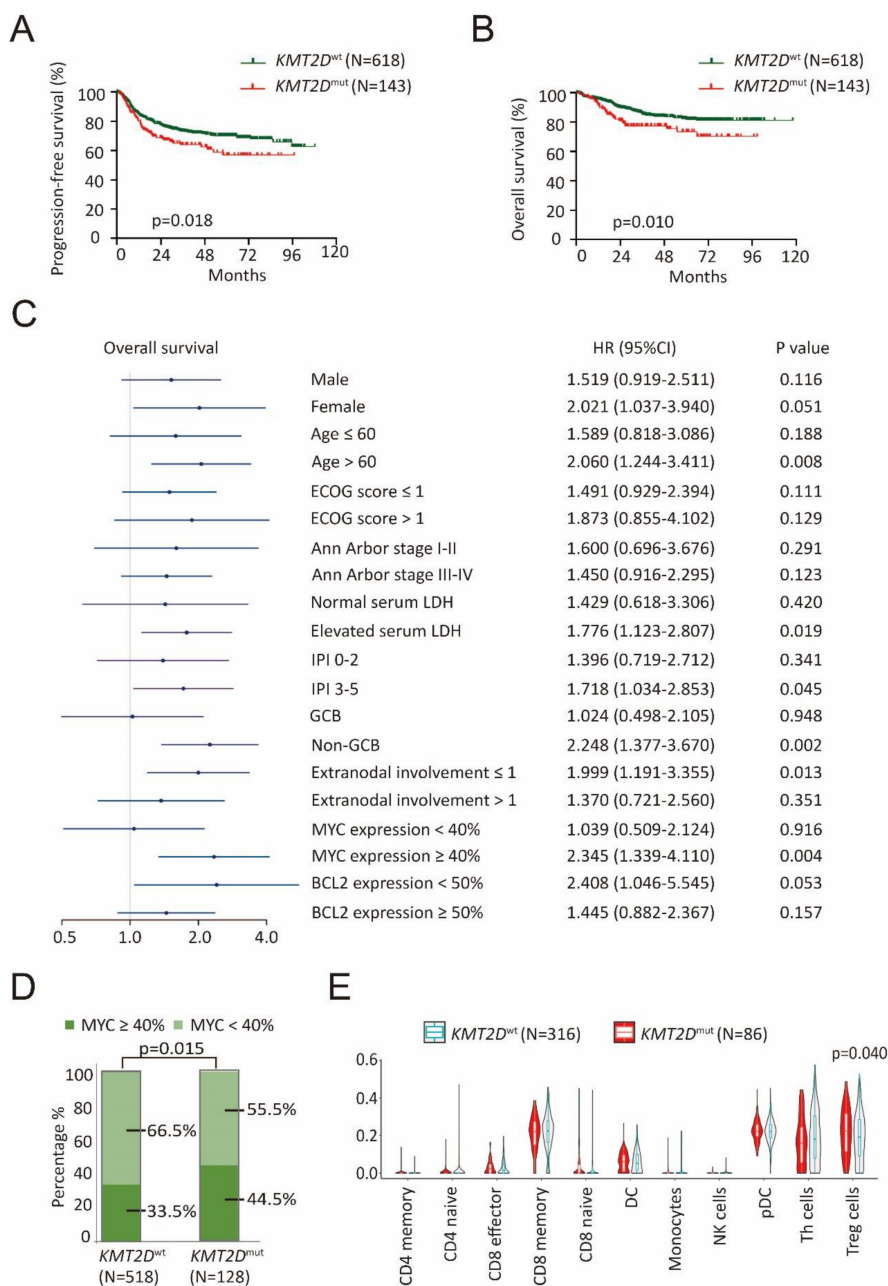 A
KMT2Dwt (N=618)
KMT2Dmut (N=143)
Progression-free survival (%)
100
80
60
40
20
0
p=0.018
0 24 48 72 96 120
Months
B
KMT2Dwt (N=618)
KMT2Dmut (N=143)
Overall survival (%)
100
80
60
40
20
0
p=0.010
0 24 48 72 96 120
Months
C
Overall survival HR (95%CI) P value
Male 1.519 (0.919-2.511) 0.116
Female 2.021 (1.037-3.940) 0.051
Age ≤ 60 1.589 (0.818-3.086) 0.188
Age > 60 2.060 (1.244-3.411) 0.008
ECOG score ≤ 1 1.491 (0.929-2.394) 0.111
ECOG score > 1 1.873 (0.855-4.102) 0.129
Ann Arbor stage I-II 1.600 (0.696-3.676) 0.291
Ann Arbor stage III-IV 1.450 (0.916-2.295) 0.123
Normal serum LDH 1.429 (0.618-3.306) 0.420
Elevated serum LDH 1.776 (1.123-2.807) 0.019
IPI 0-2 1.396 (0.719-2.712) 0.341
IPI 3-5 1.718 (1.034-2.853) 0.045
GCB 1.024 (0.498-2.105) 0.948
Non-GCB 2.248 (1.377-3.670) 0.002
Extranodal involvement ≤ 1 1.999 (1.191-3.355) 0.013
Extranodal involvement > 1 1.370 (0.721-2.560) 0.351
MYC expression < 40% 1.039 (0.509-2.124) 0.916
MYC expression ≥ 40% 2.345 (1.339-4.110) 0.004
BCL2 expression < 50% 2.408 (1.046-5.545) 0.053
BCL2 expression ≥ 50% 1.445 (0.882-2.367) 0.157
0.5 1.0 2.0 4.0
D
MYC ≥ 40% MYC < 40%
p=0.015
Percentage %
100
80
60
40
20
0
66.5%
33.5%
55.5%
44.5%
KMT2Dwt KMT2Dmut
(N=518) (N=128)
E
KMT2Dwt (N=316) KMT2Dmut (N=86)
p=0.040
0.6
0.4
0.2
0.0
CD4 memory
CD4 naive
CD8 effector
CD8 memory
CD8 naive
DC
Monocytes
NK cells
pDC
Th cells
Treg cells